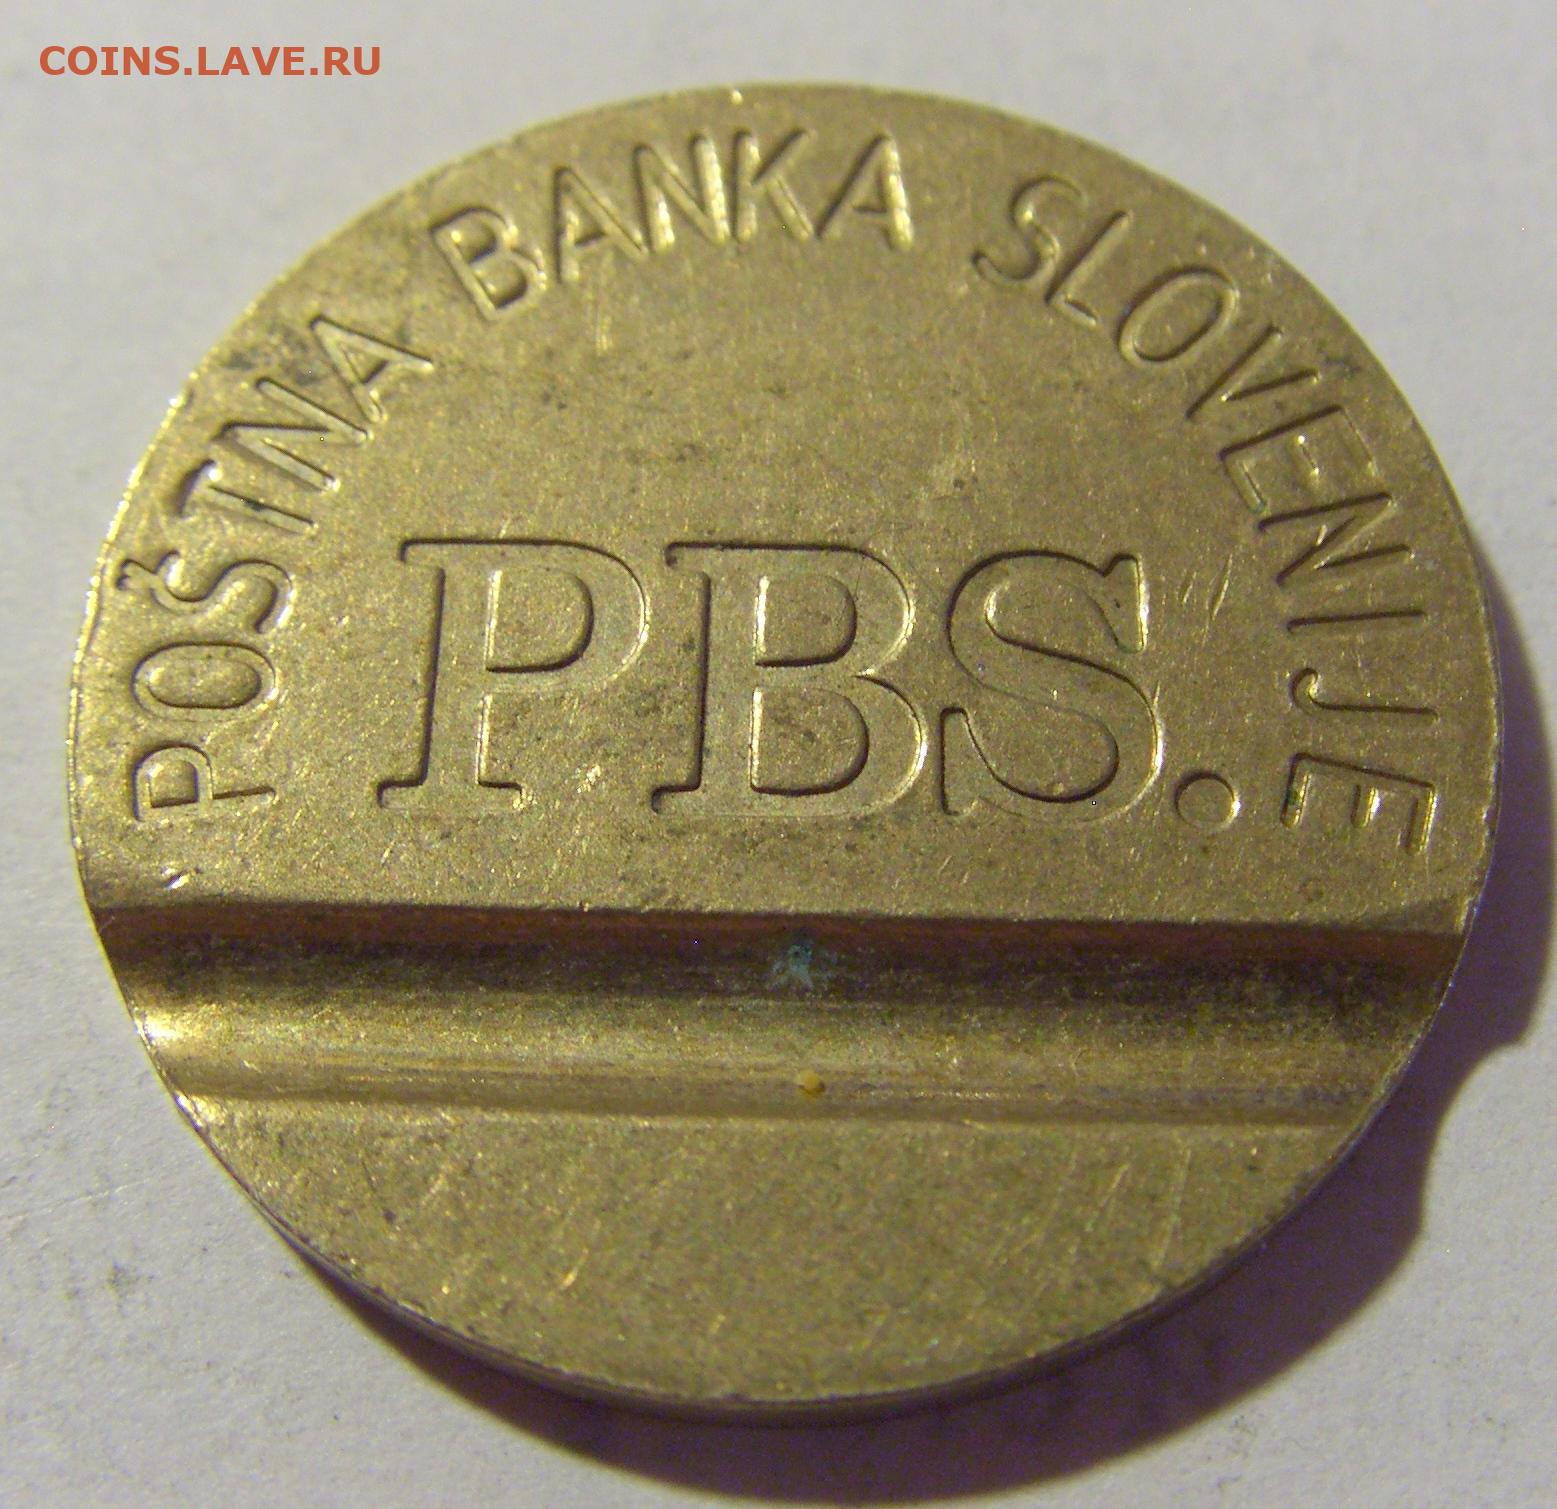 COINS.LAVE.RU
POŠTNA BANKA SLOVENIJE
PBS.